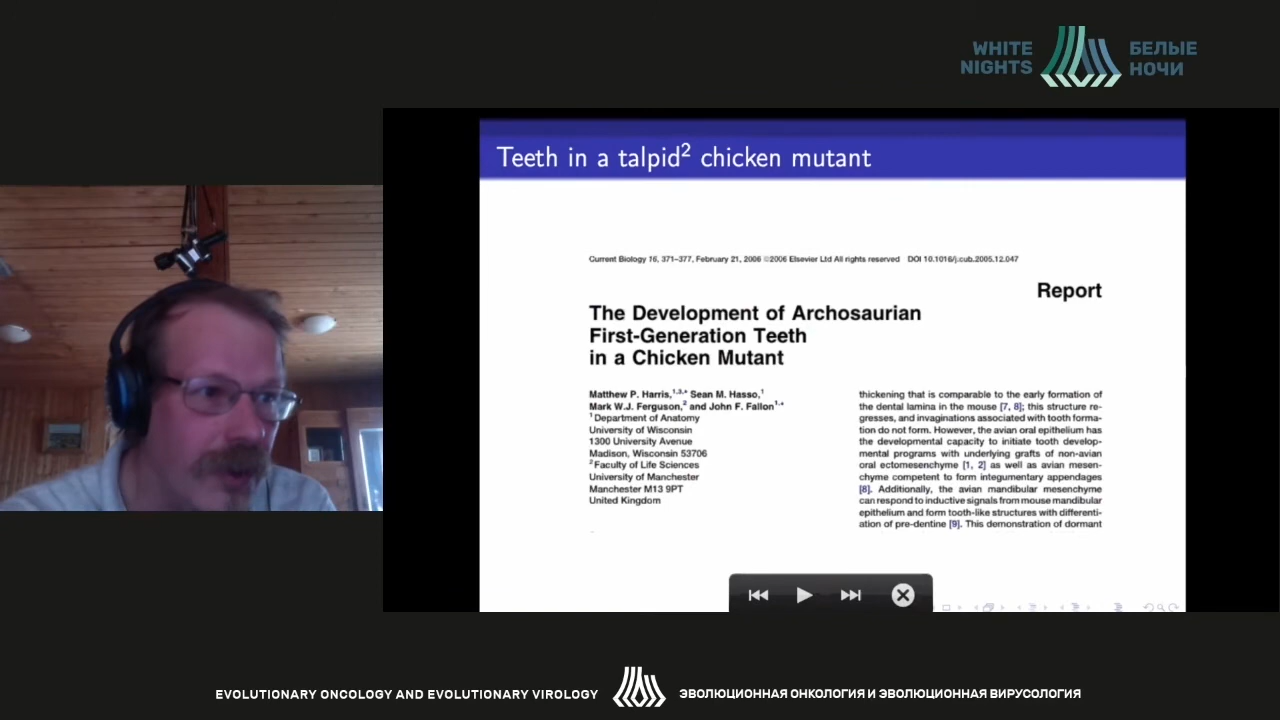 WHITE
NIGHTS
БЕЛЫЕ
НОЧИ
Teeth in a talpid² chicken mutant
Current Biology 16, 371–377, February 21, 2006 ©2006 Elsevier Ltd All rights reserved DOI 10.1016/j.cub.2005.12.047
Report
The Development of Archosaurian
First-Generation Teeth
in a Chicken Mutant
Matthew P. Harris,1,3,* Sean M. Hasso,1
Mark W.J. Ferguson,2 and John F. Fallon1,*
1 Department of Anatomy
University of Wisconsin
1300 University Avenue
Madison, Wisconsin 53706
2 Faculty of Life Sciences
University of Manchester
Manchester M13 9PT
United Kingdom
thickening that is comparable to the early formation of
the dental lamina in the mouse [7, 8]; this structure re-
gresses, and invaginations associated with tooth forma-
tion do not form. However, the avian oral epithelium has
the developmental capacity to initiate tooth develop-
mental programs with underlying grafts of non-avian
oral ectomesenchyme [1, 2] as well as avian mesen-
chyme competent to form integumentary appendages
[8]. Additionally, the avian mandibular mesenchyme
can respond to inductive signals from mouse mandibular
epithelium and form tooth-like structures with differenti-
ation of pre-dentine [9]. This demonstration of dormant
EVOLUTIONARY ONCOLOGY AND EVOLUTIONARY VIROLOGY
ЭВОЛЮЦИОННАЯ ОНКОЛОГИЯ И ЭВОЛЮЦИОННАЯ ВИРУСОЛОГИЯ